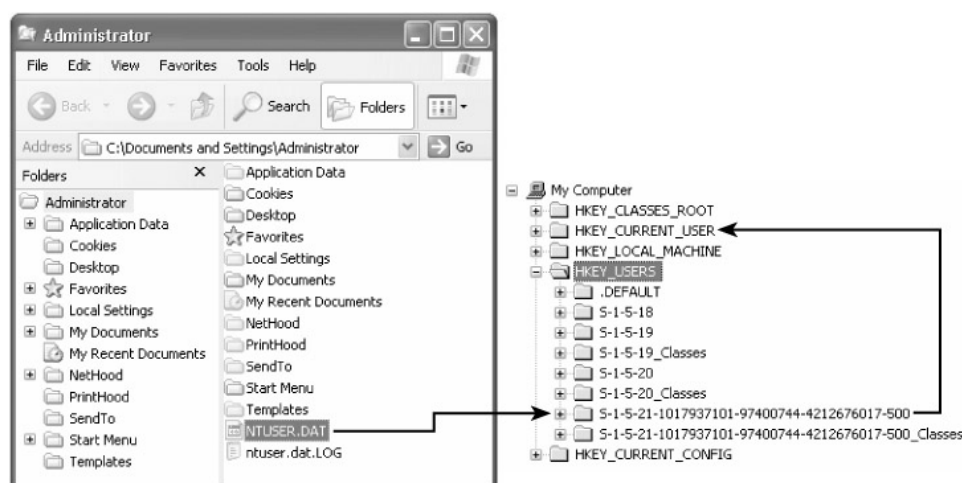 Administrator
File Edit View Favorites Tools Help
Back Search Folders
Address C:\Documents and Settings\Administrator Go
Folders X
Administrator
Application Data
Cookies
Desktop
Favorites
Local Settings
My Documents
My Recent Documents
NetHood
PrintHood
SendTo
Start Menu
Templates
Application Data
Cookies
Desktop
Favorites
Local Settings
My Documents
My Recent Documents
NetHood
PrintHood
SendTo
Start Menu
Templates
NTUSER.DAT
ntuser.dat.LOG
My Computer
HKEY_CLASSES_ROOT
HKEY_CURRENT_USER
HKEY_LOCAL_MACHINE
HKEY_USERS
.DEFAULT
S-1-5-18
S-1-5-19
S-1-5-19_Classes
S-1-5-20
S-1-5-20_Classes
S-1-5-21-1017937101-97400744-4212676017-500
S-1-5-21-1017937101-97400744-4212676017-500_Classes
HKEY_CURRENT_CONFIG